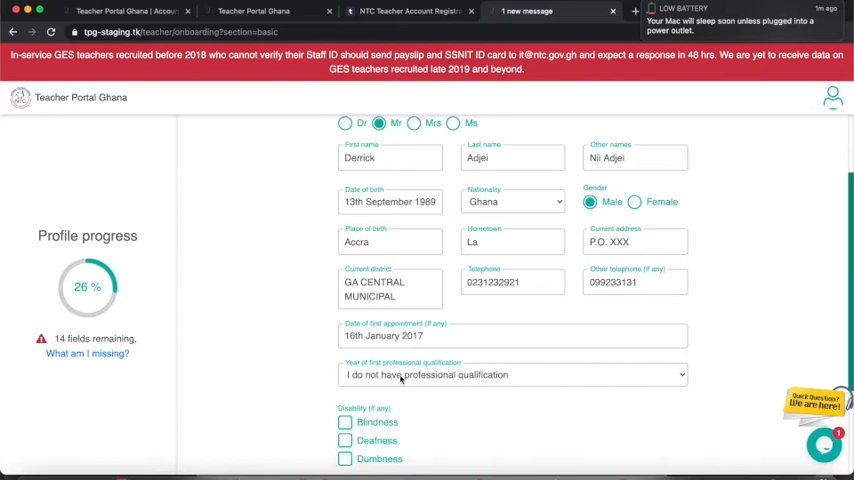 Teacher Portal Ghana | Accou
Teacher Portal Ghana
NTC Teacher Account Registra
1 new message
LOW BATTERY
1m ago
Your Mac will sleep soon unless plugged into a
power outlet.
tpg-staging.tk/teacher/onboarding?section=basic
In-service GES teachers recruited before 2018 who cannot verify their Staff ID should send payslip and SSNIT ID card to it@ntc.gov.gh and expect a response in 48 hrs. We are yet to receive data on
GES teachers recruited late 2019 and beyond.
Teacher Portal Ghana
Dr Mr Mrs Ms
First name
Derrick
Last name
Adjei
Other names
Nii Adjei
Date of birth
13th September 1989
Nationality
Ghana
Gender
Male Female
Place of birth
Accra
Hometown
La
Current address
P.O. XXX
Current district
GA CENTRAL
MUNICIPAL
Telephone
0231232921
Other telephone (if any)
099233131
Date of first appointment (If any)
16th January 2017
Year of first professional qualification
I do not have professional qualification
Disability (If any)
Blindness
Deafness
Dumbness
Profile progress
26 %
14 fields remaining,
What am I missing?
Quick Question?
We are here!
1